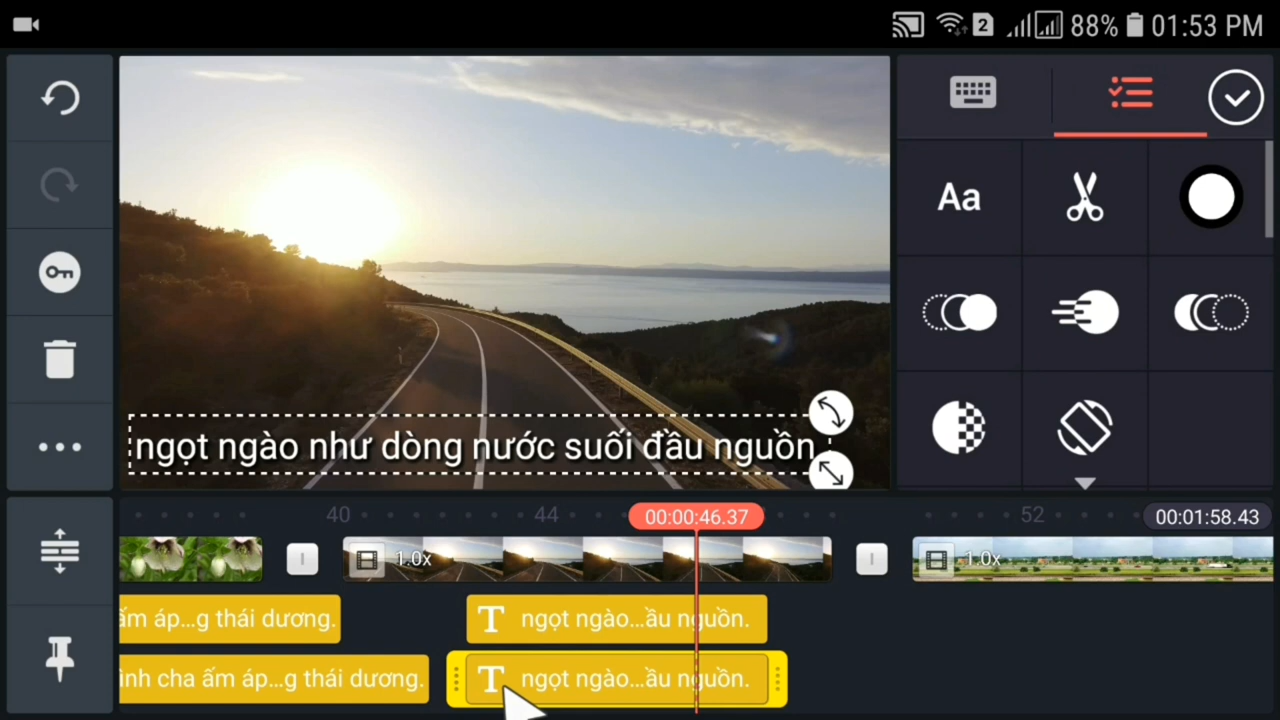 2 88% 01:53 PM
Aa
ngọt ngào như dòng nước suối đầu nguồn.
40 44 00:00:46.37 52 00:01:58.43
1.0x 1.0x
ấm áp...g thái dương. T ngọt ngào...ầu nguồn.
ình cha ấm áp...g thái dương. T ngọt ngào...ầu nguồn.